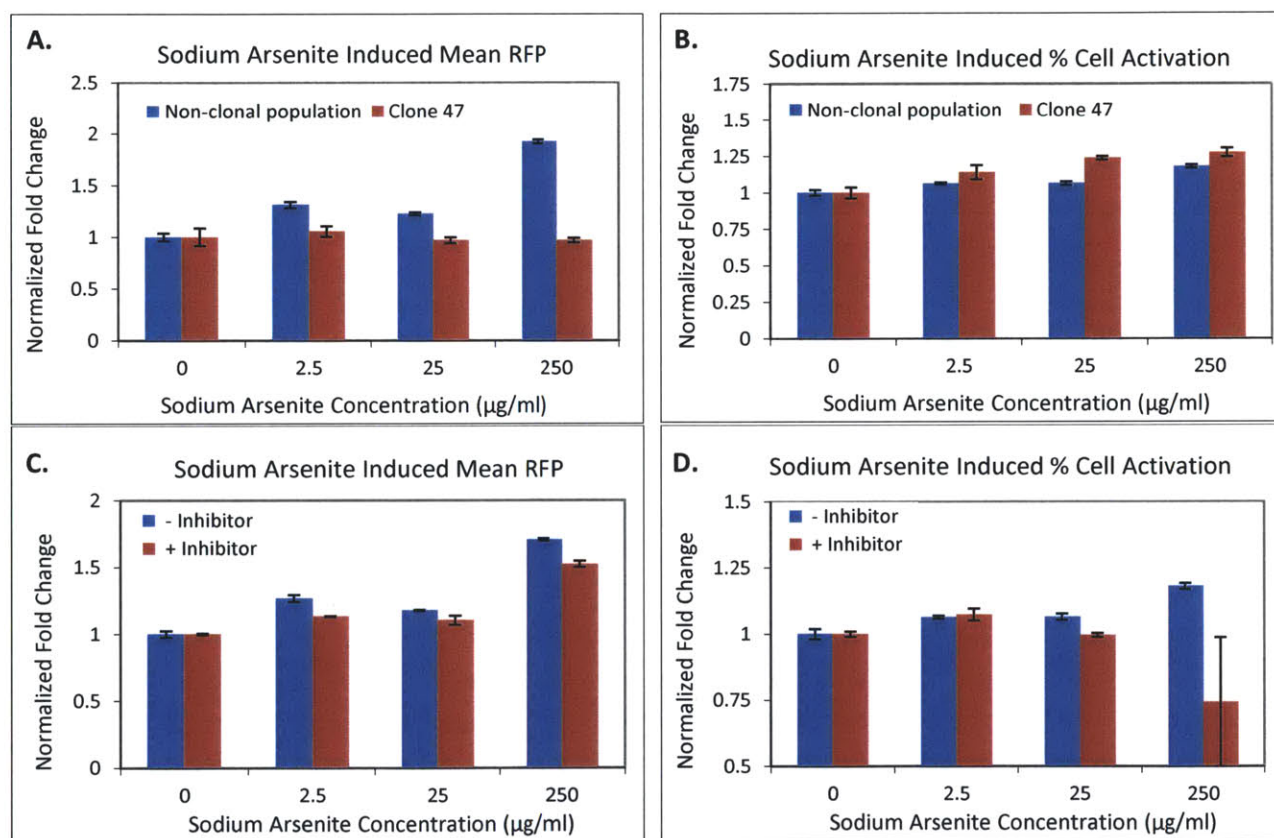 A.
Sodium Arsenite Induced Mean RFP
2.5
2
1.5
1
0.5
0
Normalized Fold Change
Non-clonal population Clone 47
0 2.5 25 250
Sodium Arsenite Concentration (µg/ml)
B.
Sodium Arsenite Induced % Cell Activation
1.75
1.5
1.25
1
0.75
0.5
0.25
0
Normalized Fold Change
Non-clonal population Clone 47
0 2.5 25 250
Sodium Arsenite Concentration (µg/ml)
C.
Sodium Arsenite Induced Mean RFP
2
1.5
1
0.5
0
Normalized Fold Change
- Inhibitor
+ Inhibitor
0 2.5 25 250
Sodium Arsenite Concentration (µg/ml)
D.
Sodium Arsenite Induced % Cell Activation
1.5
1.25
1
0.75
0.5
Normalized Fold Change
- Inhibitor
+ Inhibitor
0 2.5 25 250
Sodium Arsenite Concentration (µg/ml)